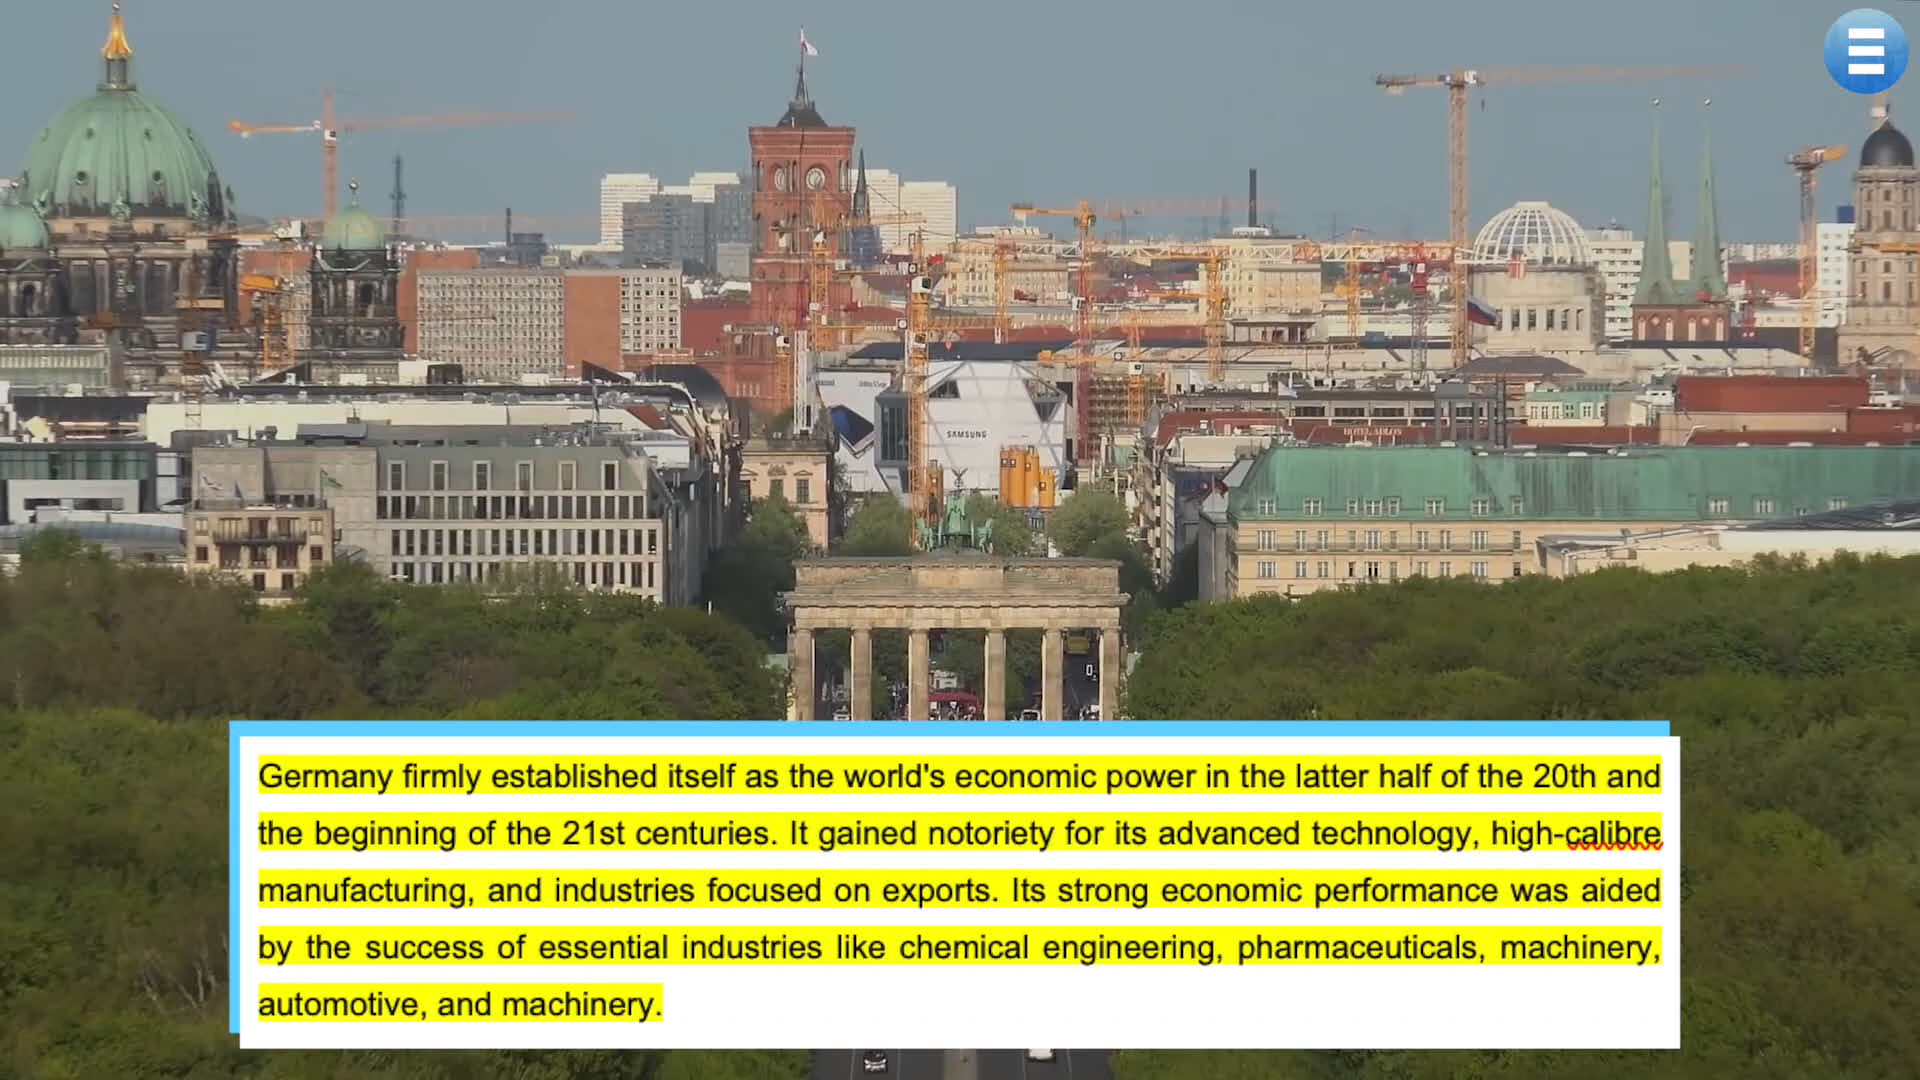 SAMSUNG
HOTEL ADLON
Germany firmly established itself as the world's economic power in the latter half of the 20th and
the beginning of the 21st centuries. It gained notoriety for its advanced technology, high-calibre
manufacturing, and industries focused on exports. Its strong economic performance was aided
by the success of essential industries like chemical engineering, pharmaceuticals, machinery,
automotive, and machinery.